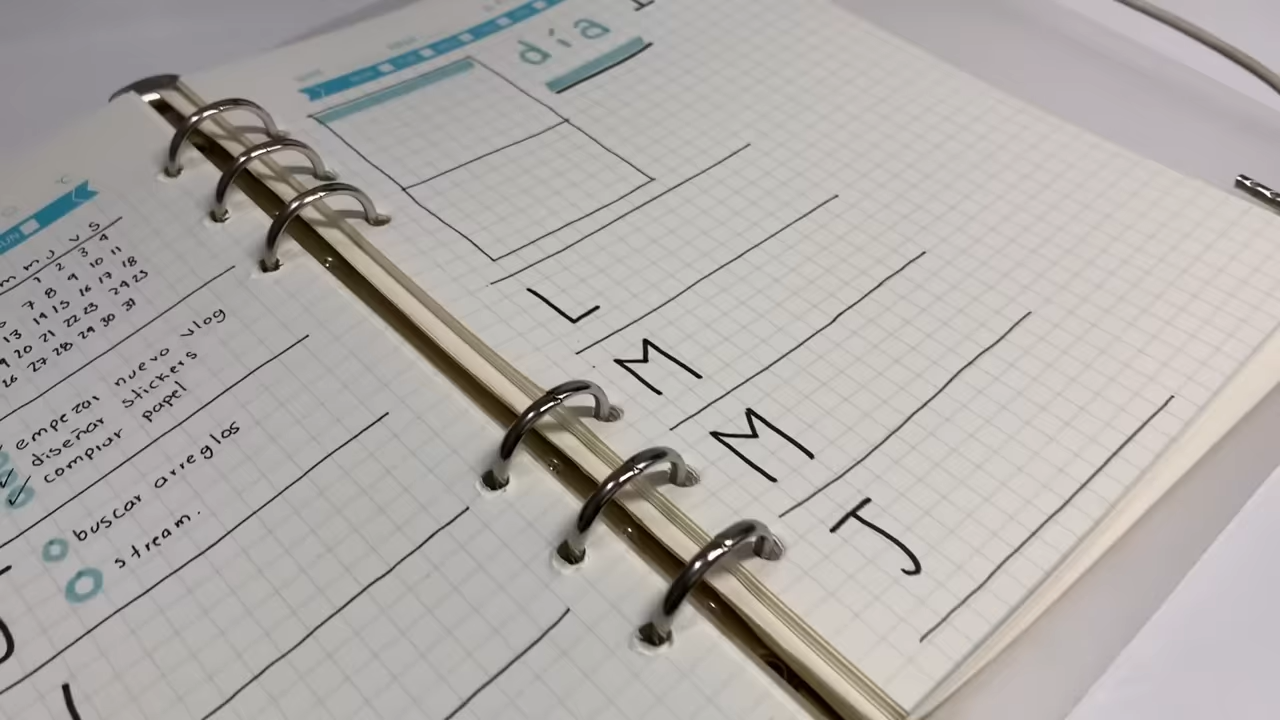 M M J V S
1 2 3 4
7 8 9 10 11
13 14 15 16 17 18
20 21 22 23 24 25
26 27 28 29 30 31
empezar nuevo vlog
diseñar stickers
comprar papel
buscar arreglos
stream.
día
L
M
M
J